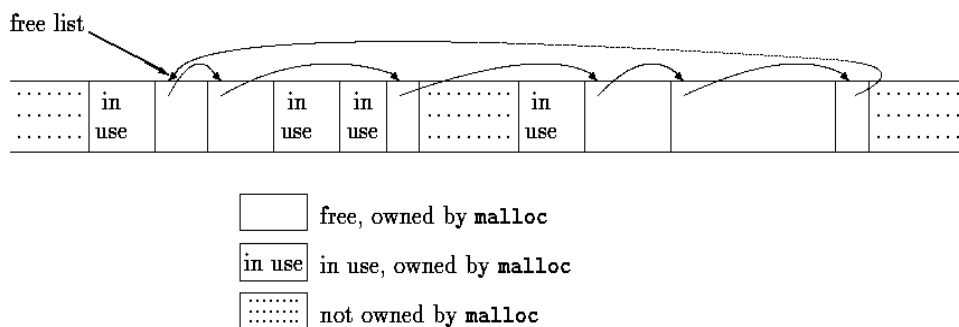 free list
in
use
in
use
in
use
in
use
free, owned by malloc
in use
in use, owned by malloc
not owned by malloc